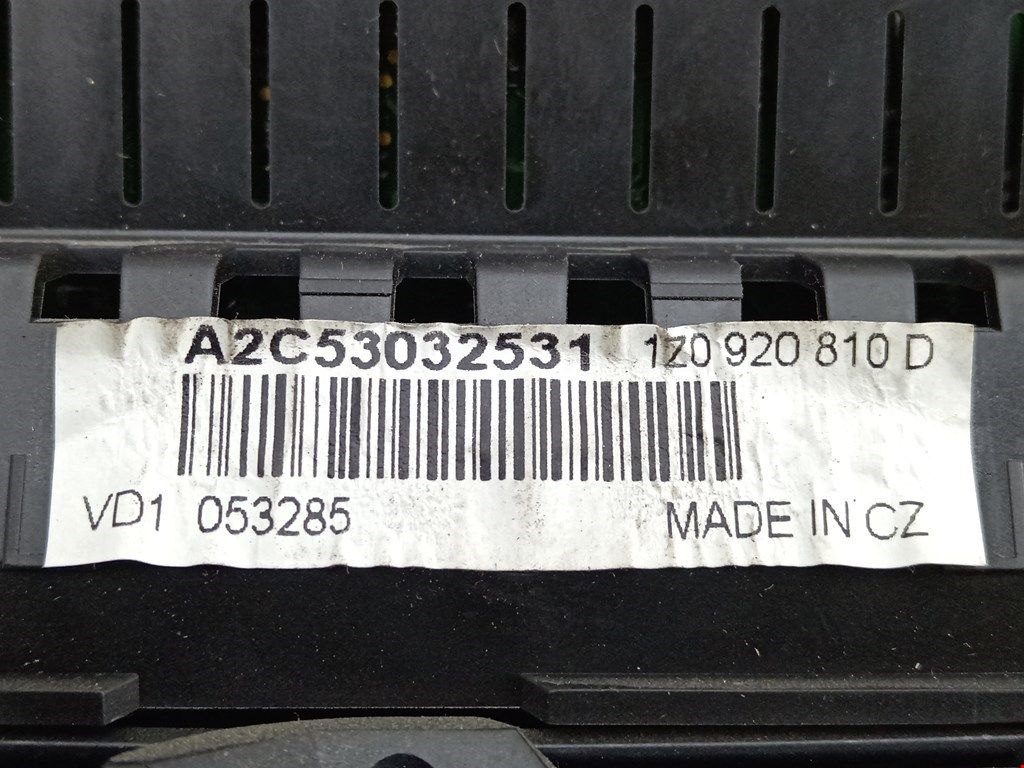 A2C53032531 1Z0 920 810 D
VD1 053285 MADE IN CZ